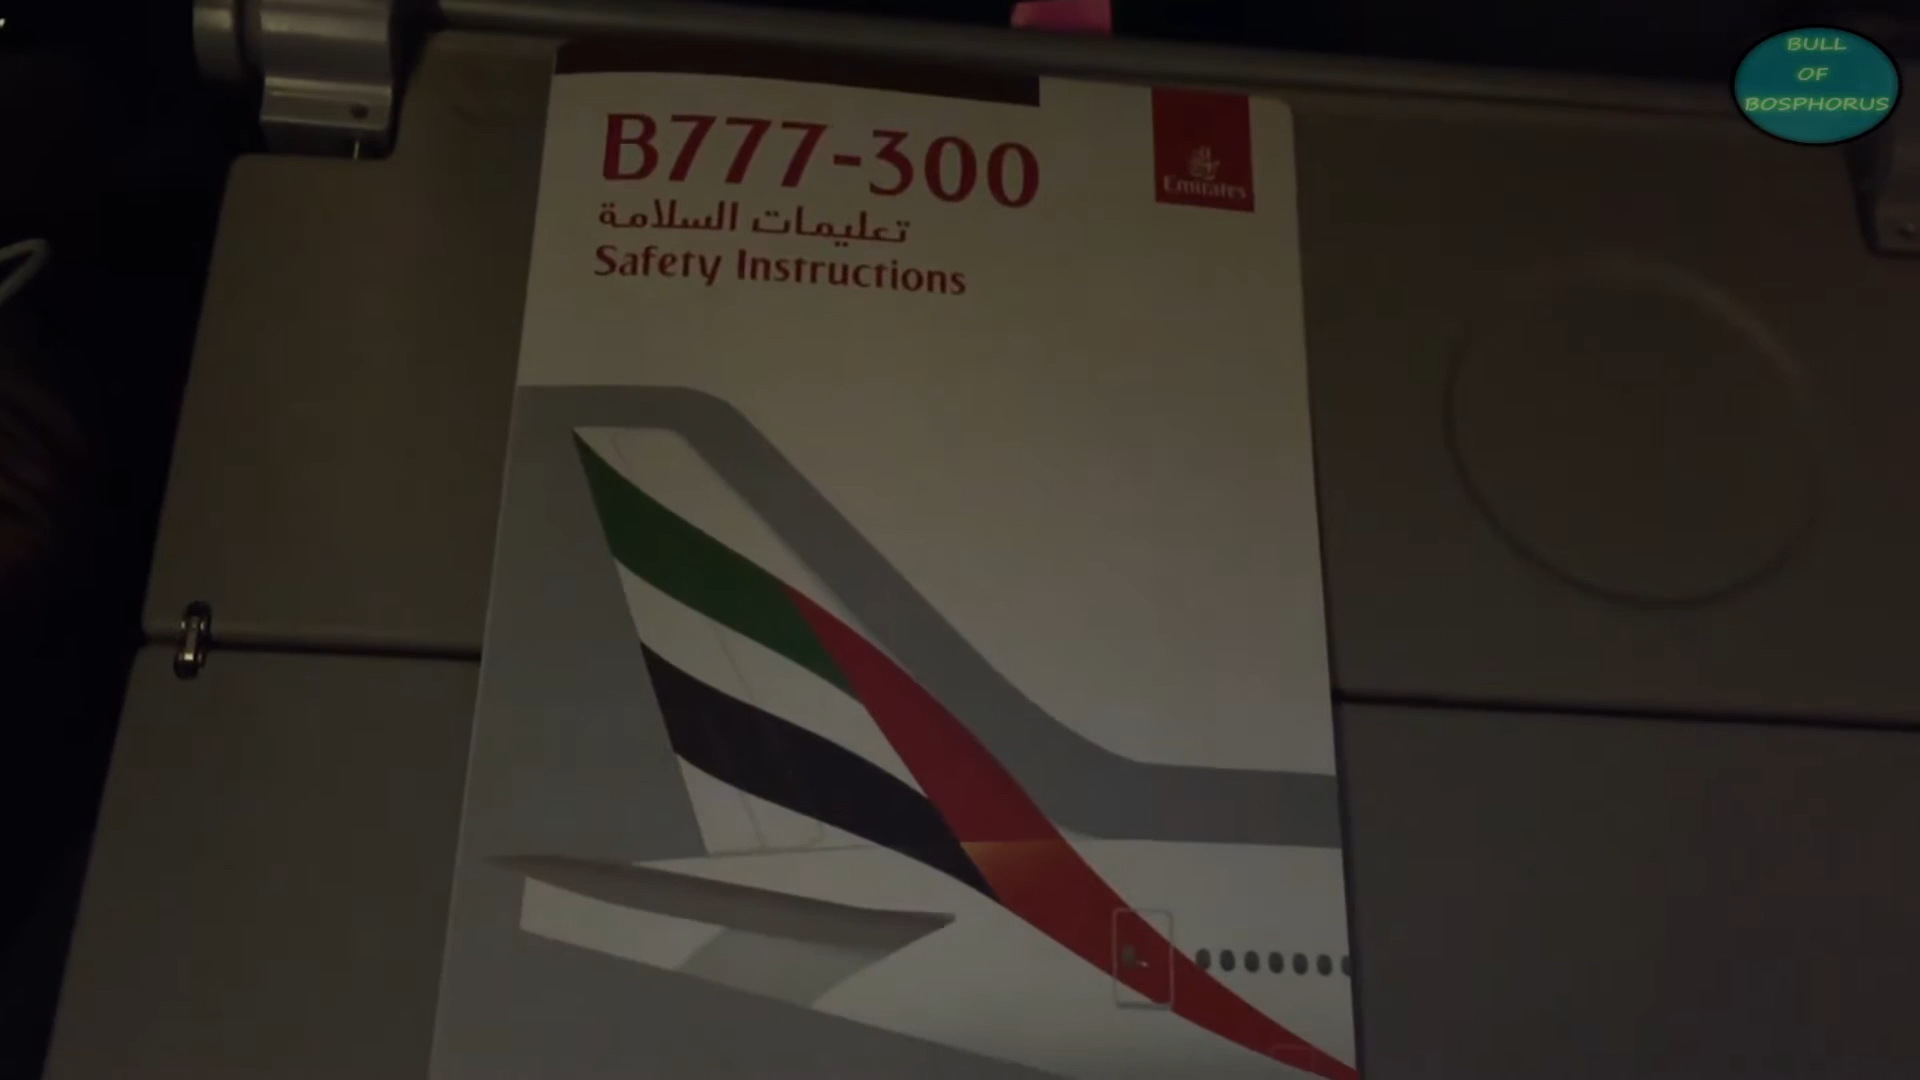 B777-300
تعليمات السلامة
Safety Instructions
Emirates
BULL
OF
BOSPHORUS